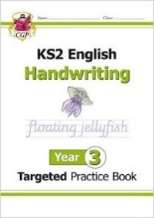 CGP
KS2 English
Handwriting
floating jellyfish
Year 3
Targeted Practice Book